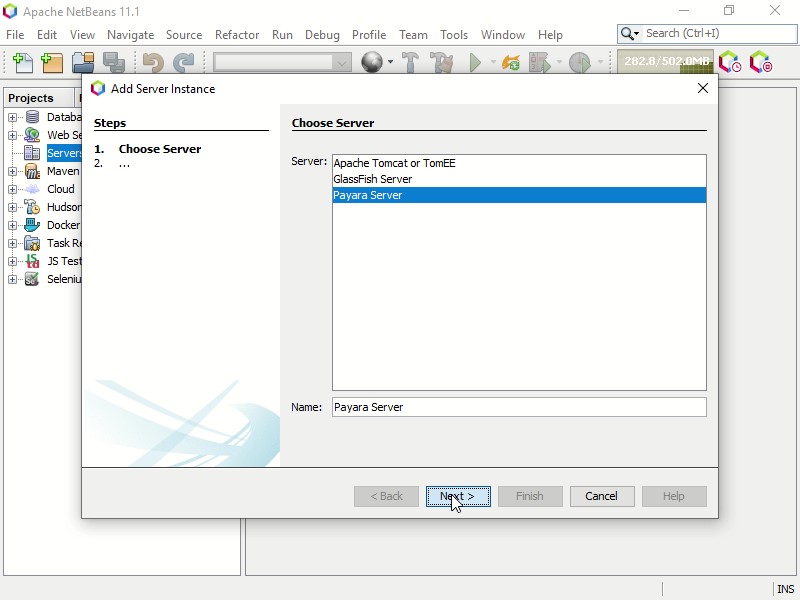 Apache NetBeans 11.1
File Edit View Navigate Source Refactor Run Debug Profile Team Tools Window Help
Search (Ctrl+I)
282.8/502.0MB
Projects
Add Server Instance
Steps
1. Choose Server
2. ...
Choose Server
Server:
Apache Tomcat or TomEE
GlassFish Server
Payara Server
Name: Payara Server
Databa
Web Se
Servers
Maven
Cloud
Hudson
Docker
Task Re
JS Test
Seleniu
< Back
Next >
Finish
Cancel
Help
INS